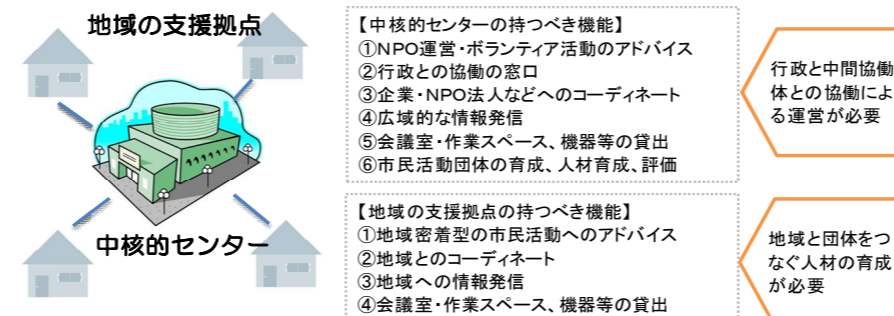 地域の支援拠点
中核的センター
【中核的センターの持つべき機能】
①NPO運営・ボランティア活動のアドバイス
②行政との協働の窓口
③企業・NPO法人などへのコーディネート
④広域的な情報発信
⑤会議室・作業スペース、機器等の貸出
⑥市民活動団体の育成、人材育成、評価
行政と中間協働
体との協働によ
る運営が必要
【地域の支援拠点の持つべき機能】
①地域密着型の市民活動へのアドバイス
②地域とのコーディネート
③地域への情報発信
④会議室・作業スペース、機器等の貸出
地域と団体をつ
なぐ人材の育成
が必要